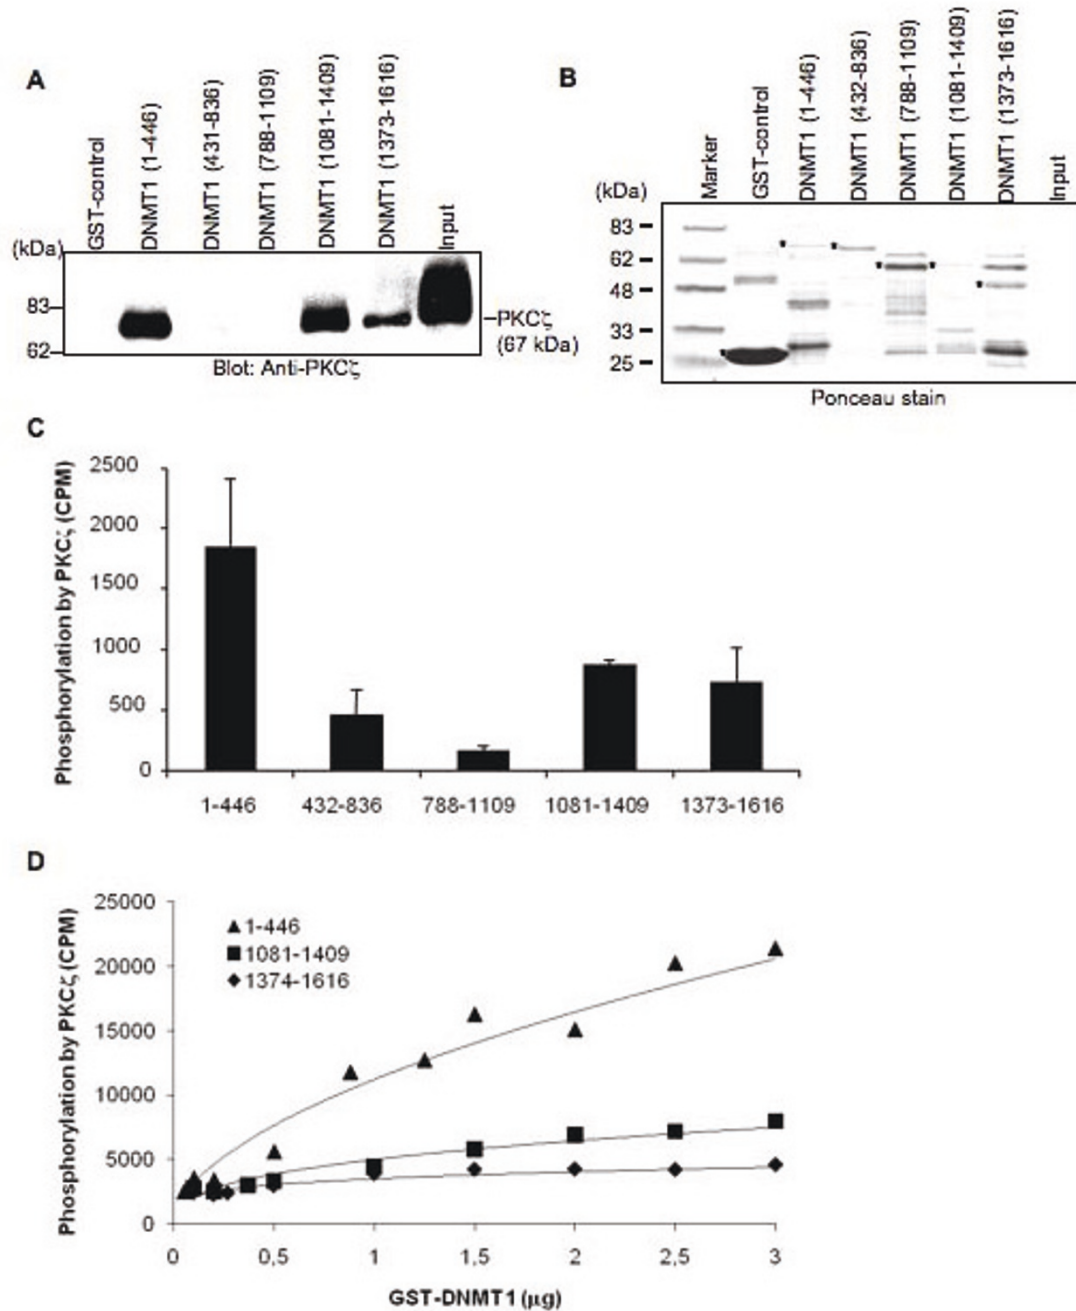 A
GST-control
DNMT1 (1-446)
DNMT1 (431-836)
DNMT1 (788-1109)
DNMT1 (1081-1409)
DNMT1 (1373-1616)
Input
(kDa)
83
62
PKCζ
(67 kDa)
Blot: Anti-PKCζ
B
Marker
GST-control
DNMT1 (1-446)
DNMT1 (432-836)
DNMT1 (788-1109)
DNMT1 (1081-1409)
DNMT1 (1373-1616)
Input
(kDa)
83
62
48
33
25
Ponceau stain
C
Phosphorylation by PKCζ (CPM)
2500
2000
1500
1000
500
0
1-446
432-836
788-1109
1081-1409
1373-1616
D
Phosphorylation by PKCζ (CPM)
25000
20000
15000
10000
5000
0
1-446
1081-1409
1374-1616
0
0,5
1
1,5
2
2,5
3
GST-DNMT1 (µg)